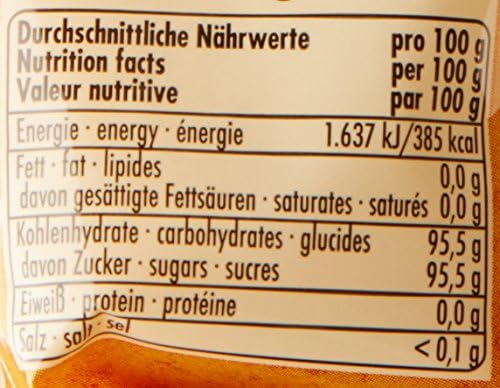 Durchschnittliche Nährwerte pro 100 g
Nutrition facts per 100 g
Valeur nutritive par 100 g
Energie · energy · énergie 1.637 kJ/385 kcal
Fett · fat · lipides 0,0 g
davon gesättigte Fettsäuren · saturates · saturés 0,0 g
Kohlenhydrate · carbohydrates · glucides 95,5 g
davon Zucker · sugars · sucres 95,5 g
Eiweiß · protein · protéine 0,0 g
Salz · salt · sel <0,1 g